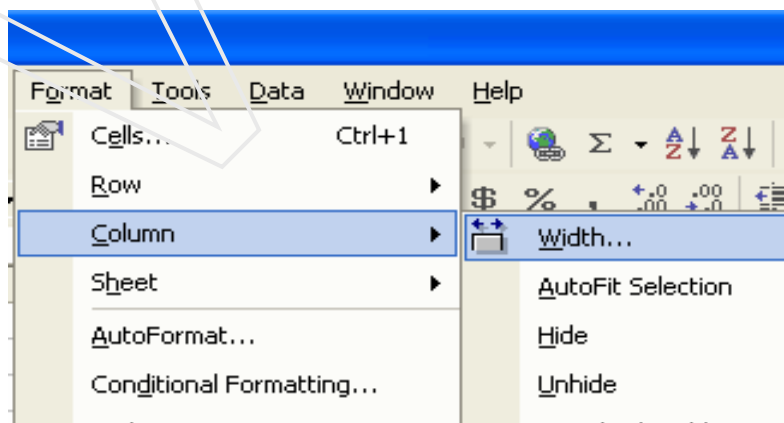 Format Tools Data Window Help
Cells... Ctrl+1
Row
$ % ,
Column Width...
Sheet AutoFit Selection
AutoFormat... Hide
Conditional Formatting... Unhide